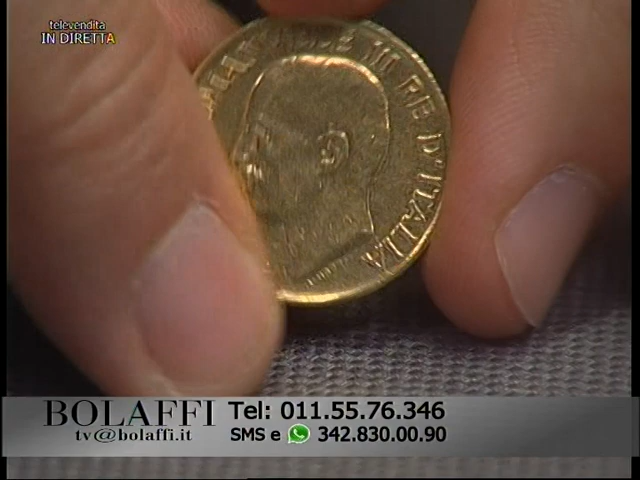 televendita
IN DIRETTA
III RE D'ITALIA
BOLAFFI
tv@bolaffi.it
Tel: 011.55.76.346
SMS e 342.830.00.90